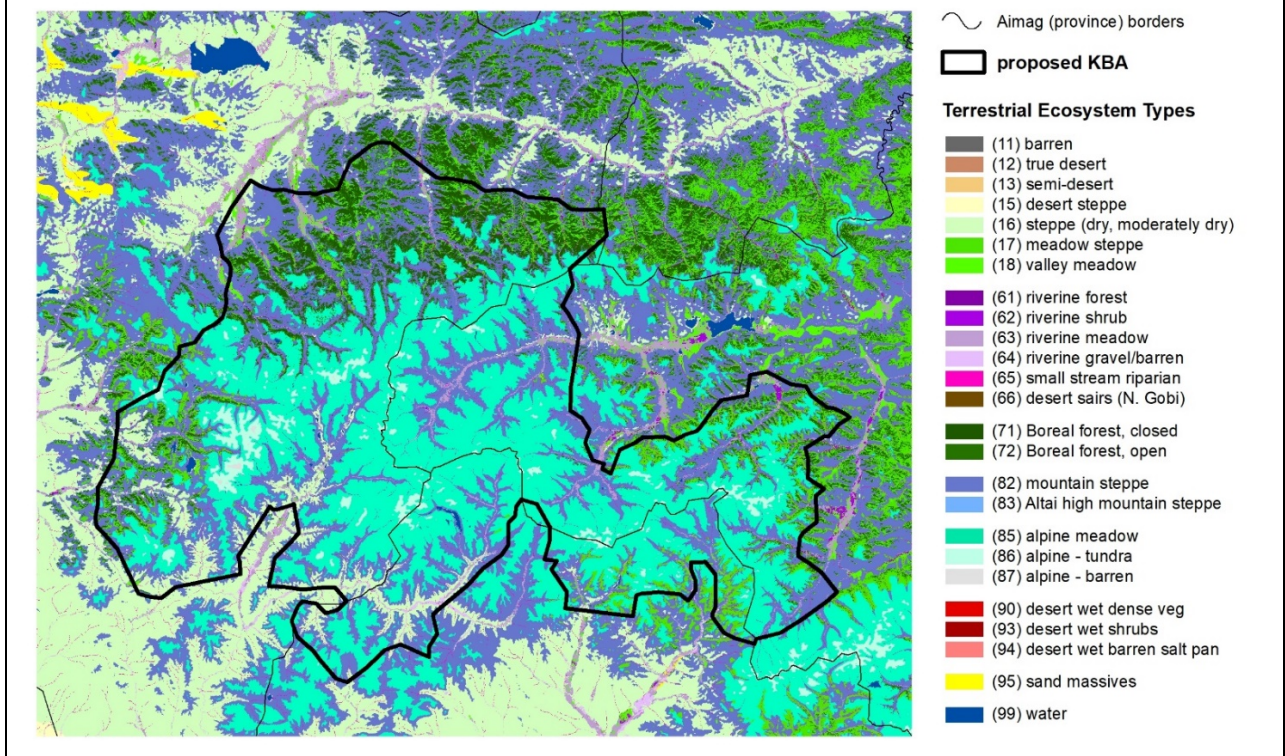 Aimag (province) borders
proposed KBA
Terrestrial Ecosystem Types
(11) barren
(12) true desert
(13) semi-desert
(15) desert steppe
(16) steppe (dry, moderately dry)
(17) meadow steppe
(18) valley meadow
(61) riverine forest
(62) riverine shrub
(63) riverine meadow
(64) riverine gravel/barren
(65) small stream riparian
(66) desert sairs (N. Gobi)
(71) Boreal forest, closed
(72) Boreal forest, open
(82) mountain steppe
(83) Altai high mountain steppe
(85) alpine meadow
(86) alpine - tundra
(87) alpine - barren
(90) desert wet dense veg
(93) desert wet shrubs
(94) desert wet barren salt pan
(95) sand massives
(99) water